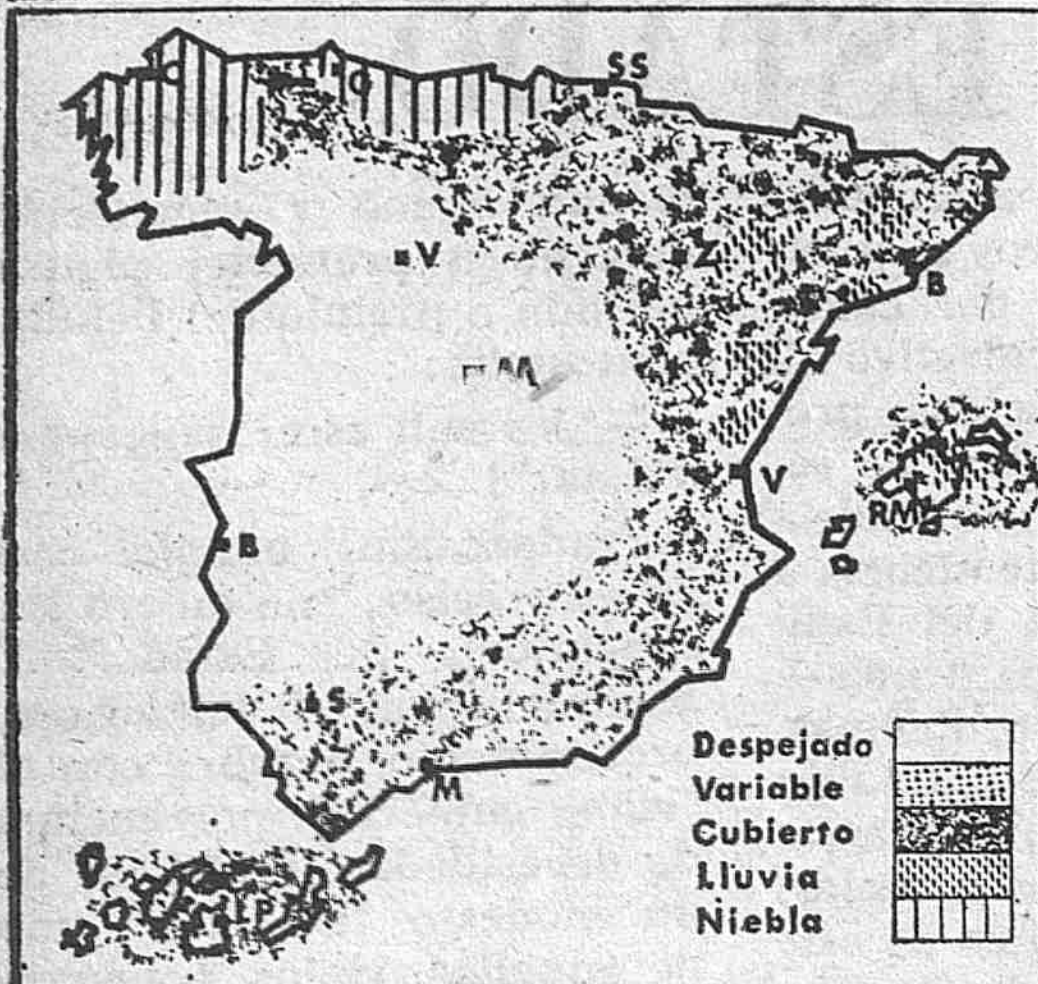 C
O
SS
V
Z
B
M
V
RM
B
S
M
LP
Despejado
Variable
Cubierto
Lluvia
Niebla